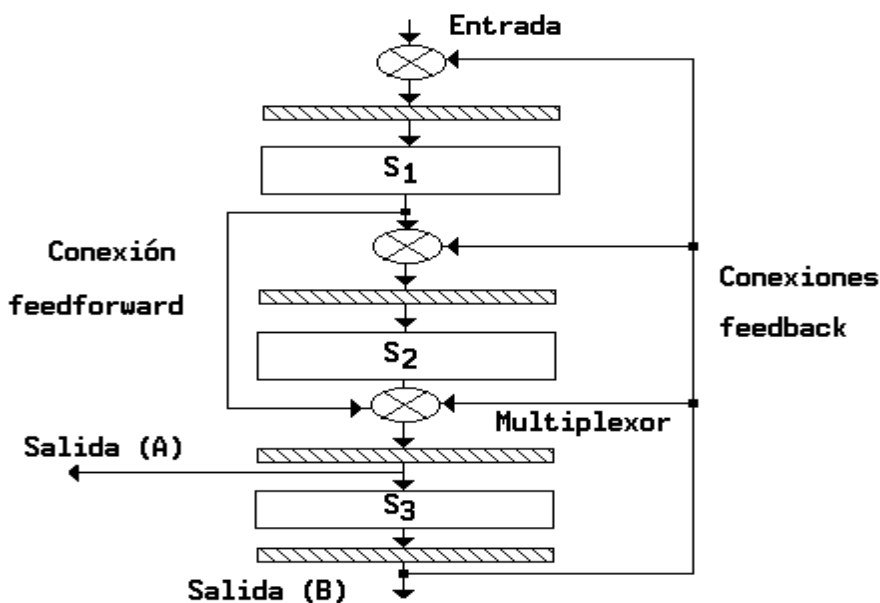 Entrada
S1
Conexión
feedforward
Conexiones
feedback
S2
Multiplexor
Salida (A)
S3
Salida (B)